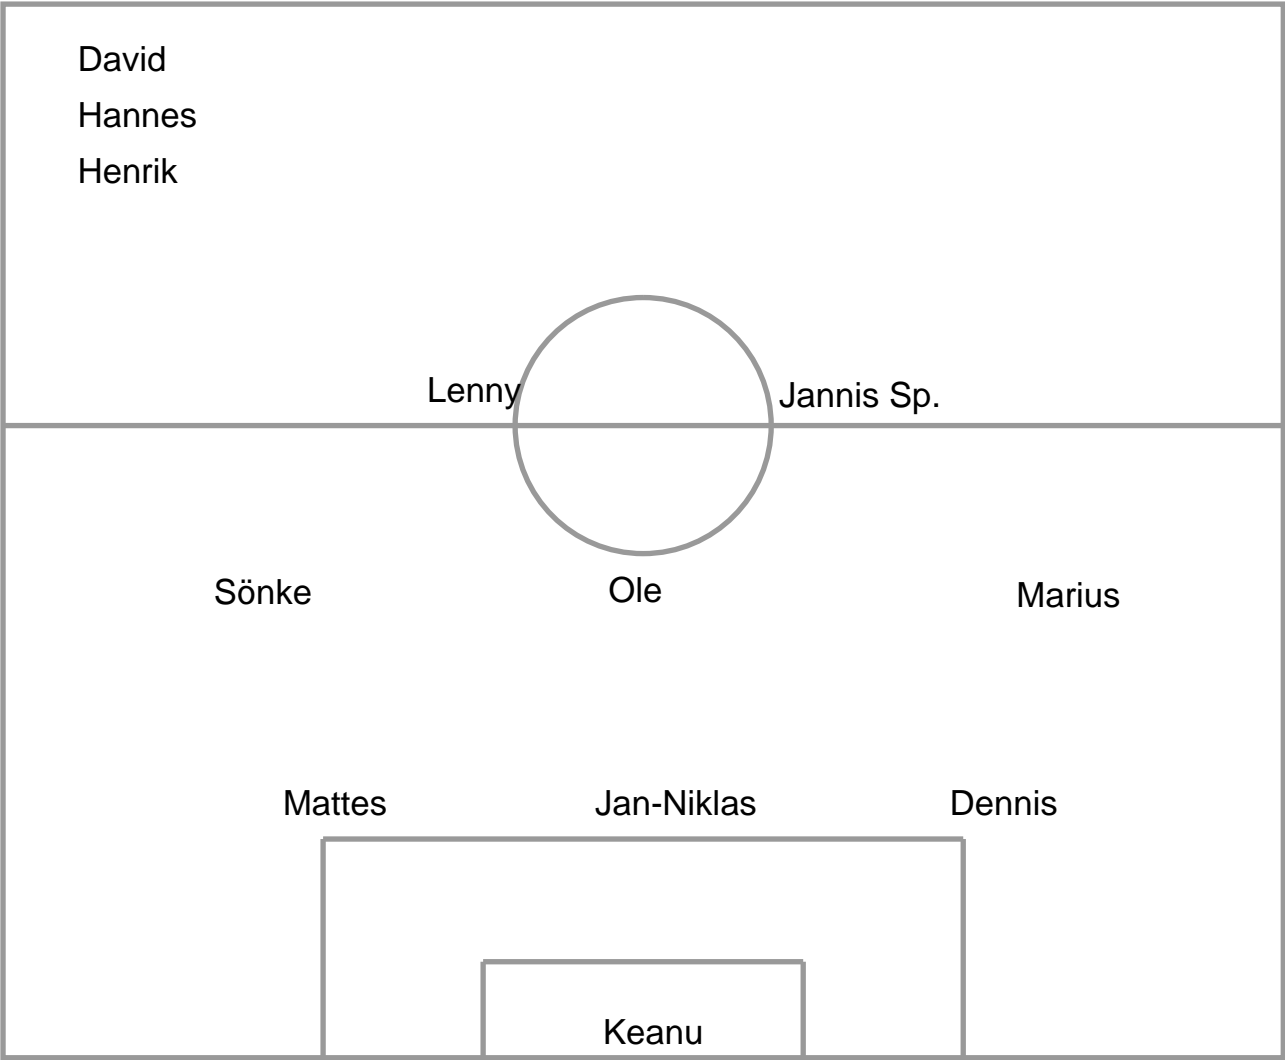 David
Hannes
Henrik
Lenny Jannis Sp.
Sönke Ole Marius
Mattes Jan-Niklas Dennis
Keanu